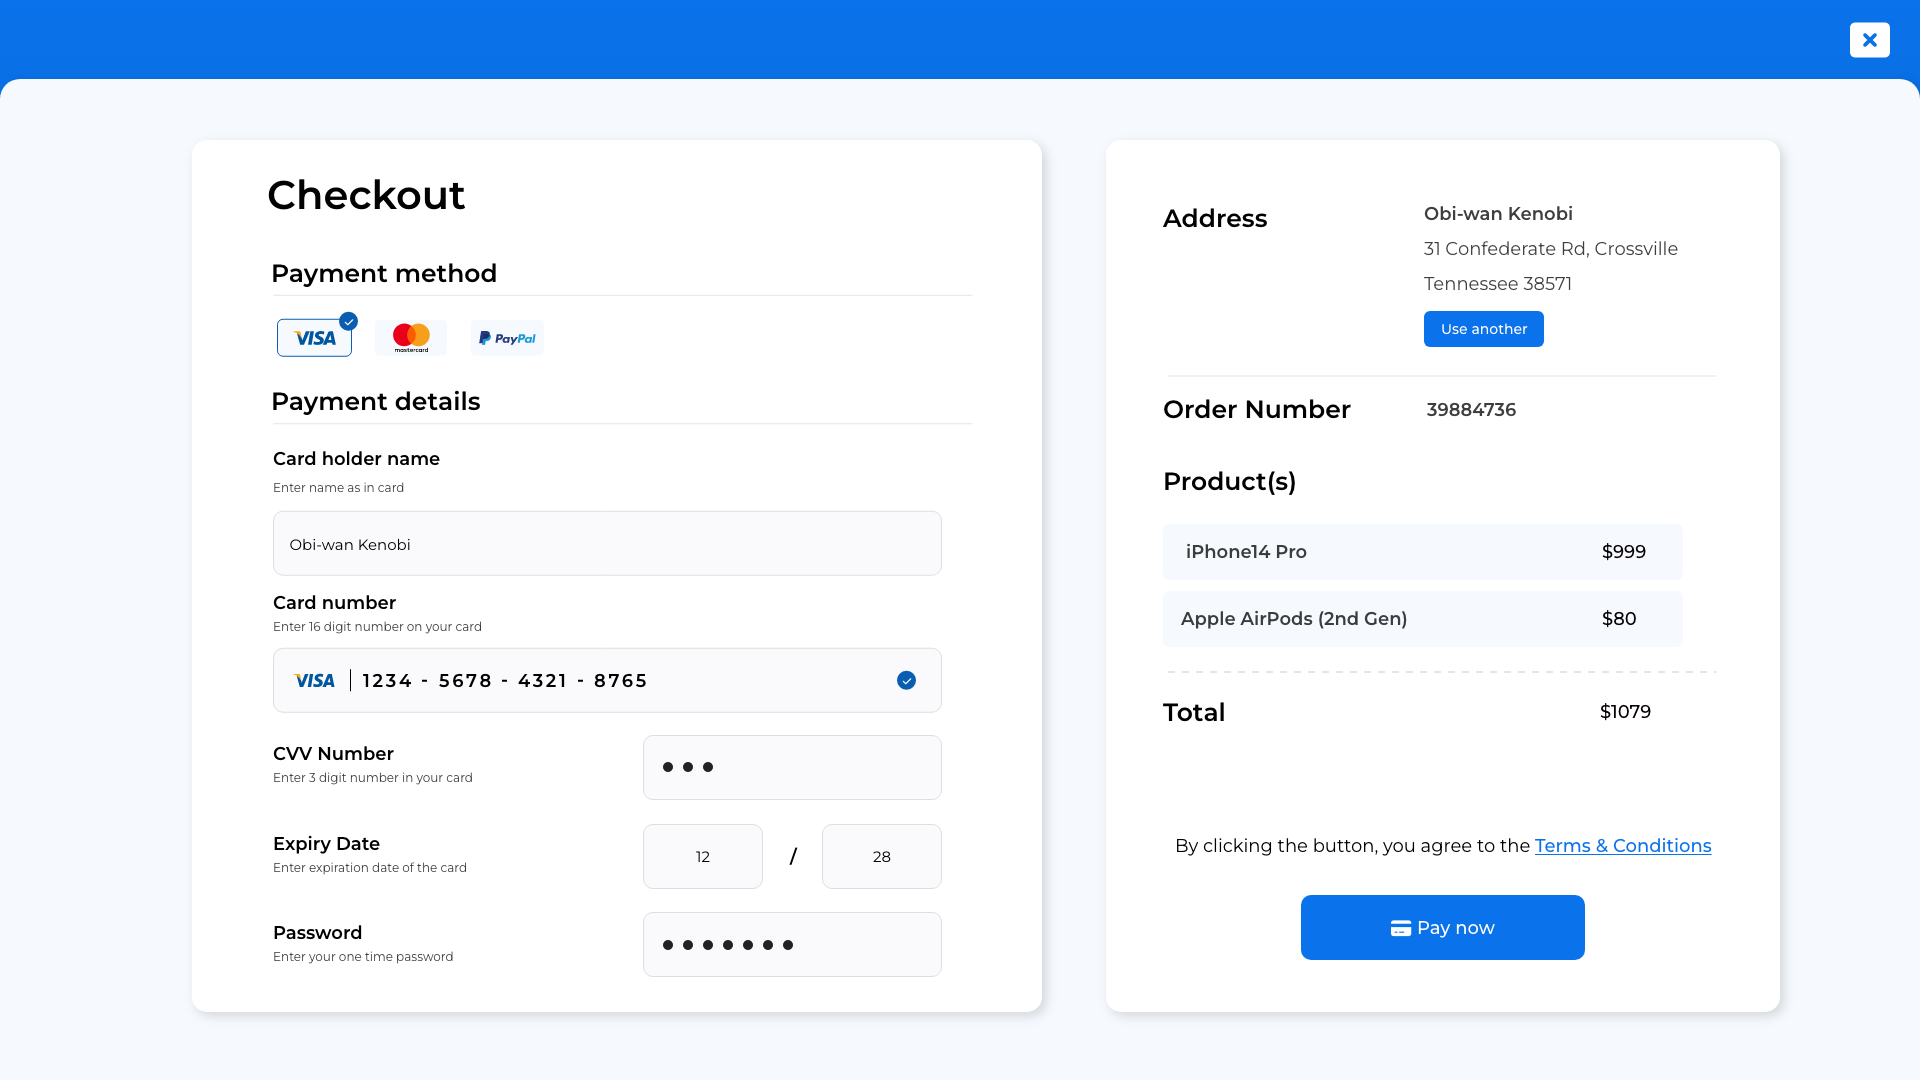 Checkout
Payment method
VISA
mastercard
PayPal
Payment details
Card holder name
Enter name as in card
Obi-wan Kenobi
Card number
Enter 16 digit number on your card
VISA 1234 - 5678 - 4321 - 8765
CVV Number
Enter 3 digit number in your card
Expiry Date
Enter expiration date of the card
12 / 28
Password
Enter your one time password
Address
Obi-wan Kenobi
31 Confederate Rd, Crossville
Tennessee 38571
Use another
Order Number 39884736
Product(s)
iPhone14 Pro $999
Apple AirPods (2nd Gen) $80
Total $1079
By clicking the button, you agree to the Terms & Conditions
Pay now